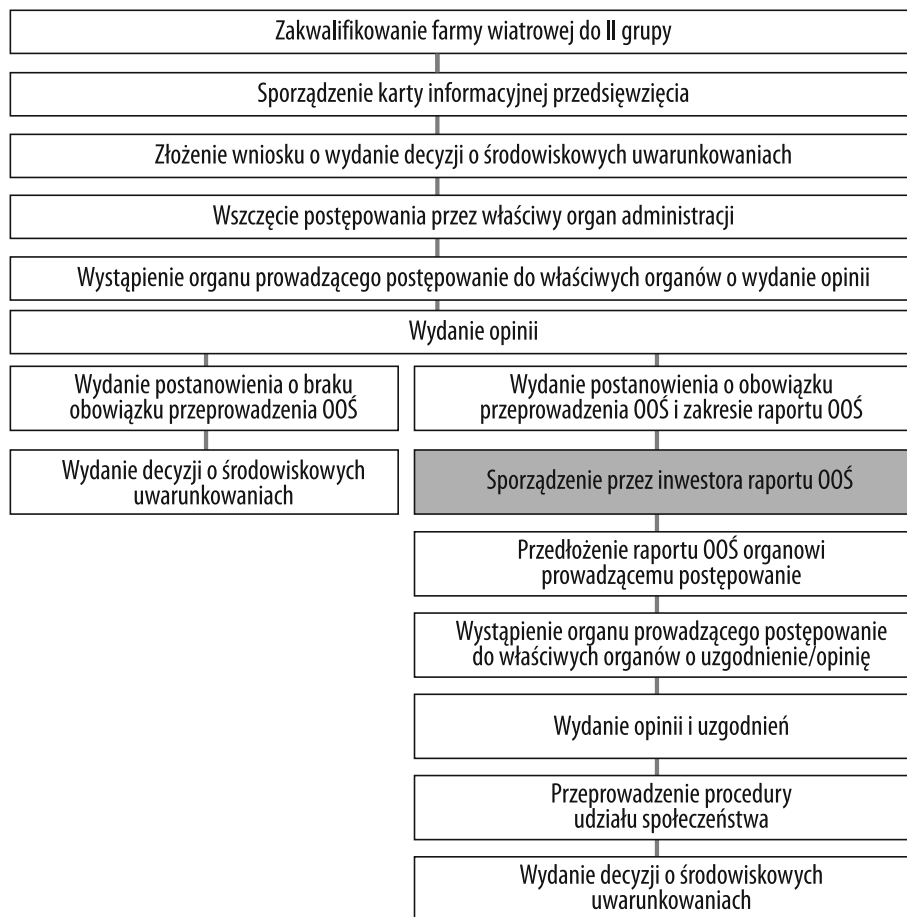 Zakwalifikowanie farmy wiatrowej do II grupy
Sporządzenie karty informacyjnej przedsięwzięcia
Złożenie wniosku o wydanie decyzji o środowiskowych uwarunkowaniach
Wszczęcie postępowania przez właściwy organ administracji
Wystąpienie organu prowadzącego postępowanie do właściwych organów o wydanie opinii
Wydanie opinii
Wydanie postanowienia o braku
obowiązku przeprowadzenia OOŚ
Wydanie decyzji o środowiskowych
uwarunkowaniach
Wydanie postanowienia o obowiązku
przeprowadzenia OOŚ i zakresie raportu OOŚ
Sporządzenie przez inwestora raportu OOŚ
Przedłożenie raportu OOŚ organowi
prowadzącemu postępowanie
Wystąpienie organu prowadzącego postępowanie
do właściwych organów o uzgodnienie/opinię
Wydanie opinii i uzgodnień
Przeprowadzenie procedury
udziału społeczeństwa
Wydanie decyzji o środowiskowych
uwarunkowaniach